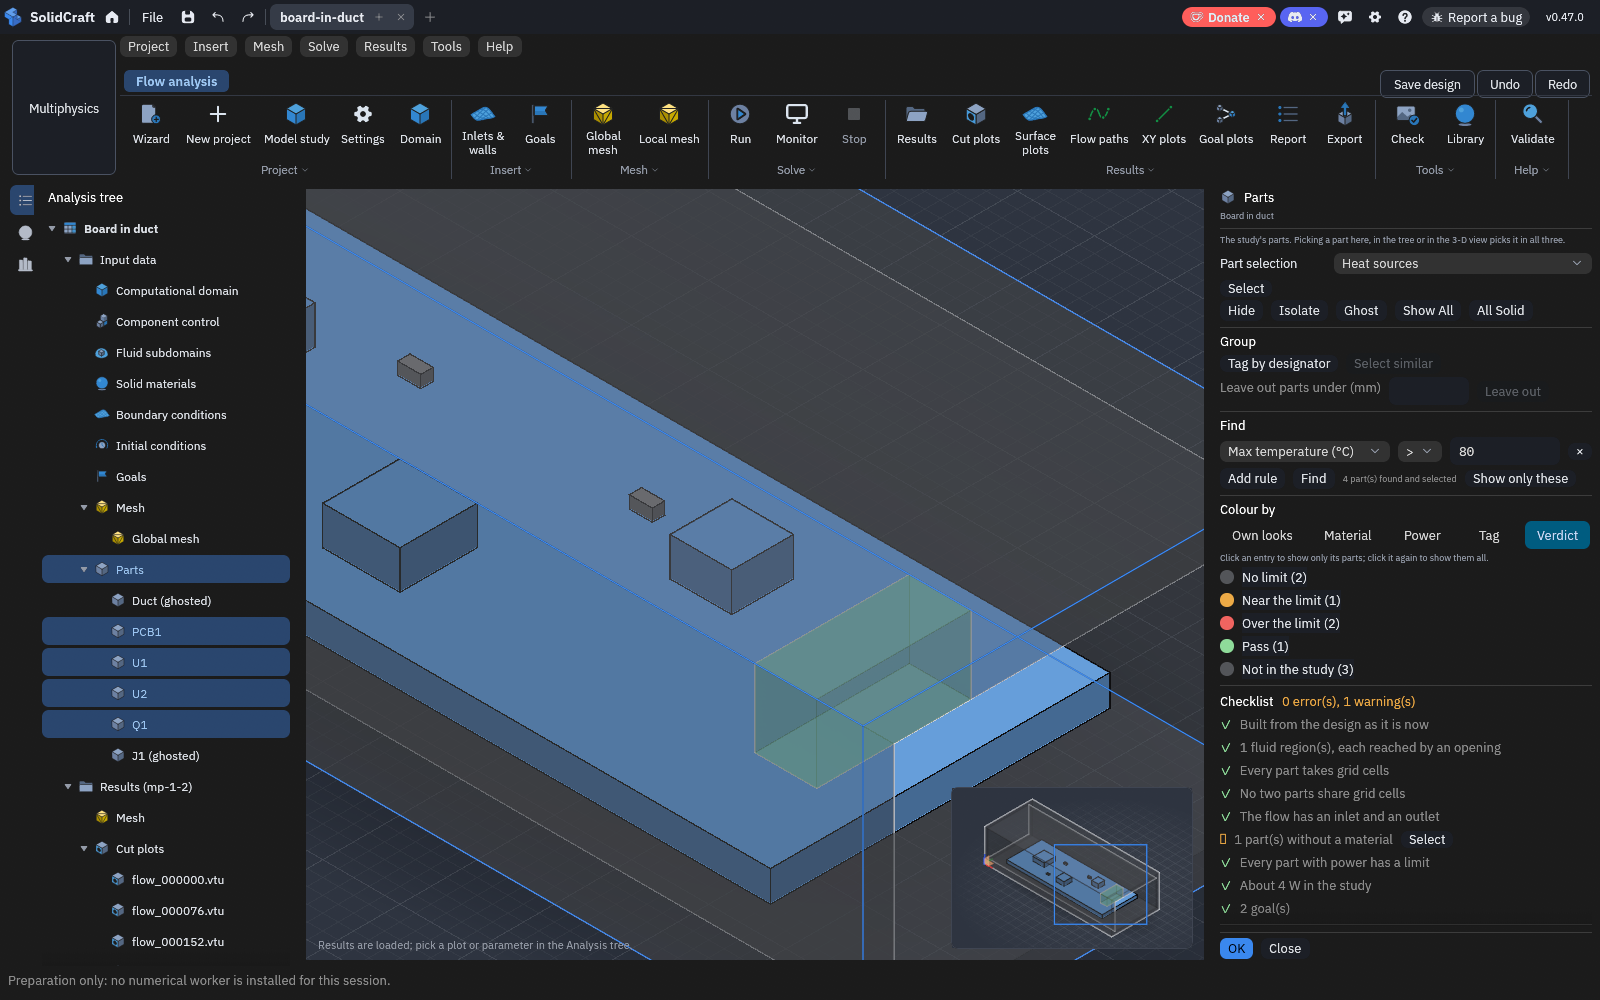 SolidCraft
File
board-in-duct
Donate
Report a bug
v0.47.0
Multiphysics
Project
Insert
Mesh
Solve
Results
Tools
Help
Flow analysis
Save design
Undo
Redo
Wizard
New project
Model study
Settings
Domain
Inlets & walls
Goals
Global mesh
Local mesh
Run
Monitor
Stop
Results
Cut plots
Surface plots
Flow paths
XY plots
Goal plots
Report
Export
Check
Library
Validate
Project
Insert
Mesh
Solve
Results
Tools
Help
Analysis tree
Board in duct
Input data
Computational domain
Component control
Fluid subdomains
Solid materials
Boundary conditions
Initial conditions
Goals
Mesh
Global mesh
Parts
Duct (ghosted)
PCB1
U1
U2
Q1
J1 (ghosted)
Results (mp-1-2)
Mesh
Cut plots
flow_000000.vtu
flow_000076.vtu
flow_000152.vtu
Results are loaded; pick a plot or parameter in the Analysis tree.
Parts
Board in duct
The study's parts. Picking a part here, in the tree or in the 3-D view picks it in all three.
Part selection
Heat sources
Select
Hide
Isolate
Ghost
Show All
All Solid
Group
Tag by designator
Select similar
Leave out parts under (mm)
Leave out
Find
Max temperature (°C)
>
80
×
Add rule
Find
4 part(s) found and selected
Show only these
Colour by
Own looks
Material
Power
Tag
Verdict
Click an entry to show only its parts; click it again to show them all.
No limit (2)
Near the limit (1)
Over the limit (2)
Pass (1)
Not in the study (3)
Checklist 0 error(s), 1 warning(s)
Built from the design as it is now
1 fluid region(s), each reached by an opening
Every part takes grid cells
No two parts share grid cells
The flow has an inlet and an outlet
1 part(s) without a material
Select
Every part with power has a limit
About 4 W in the study
2 goal(s)
OK
Close
Preparation only: no numerical worker is installed for this session.